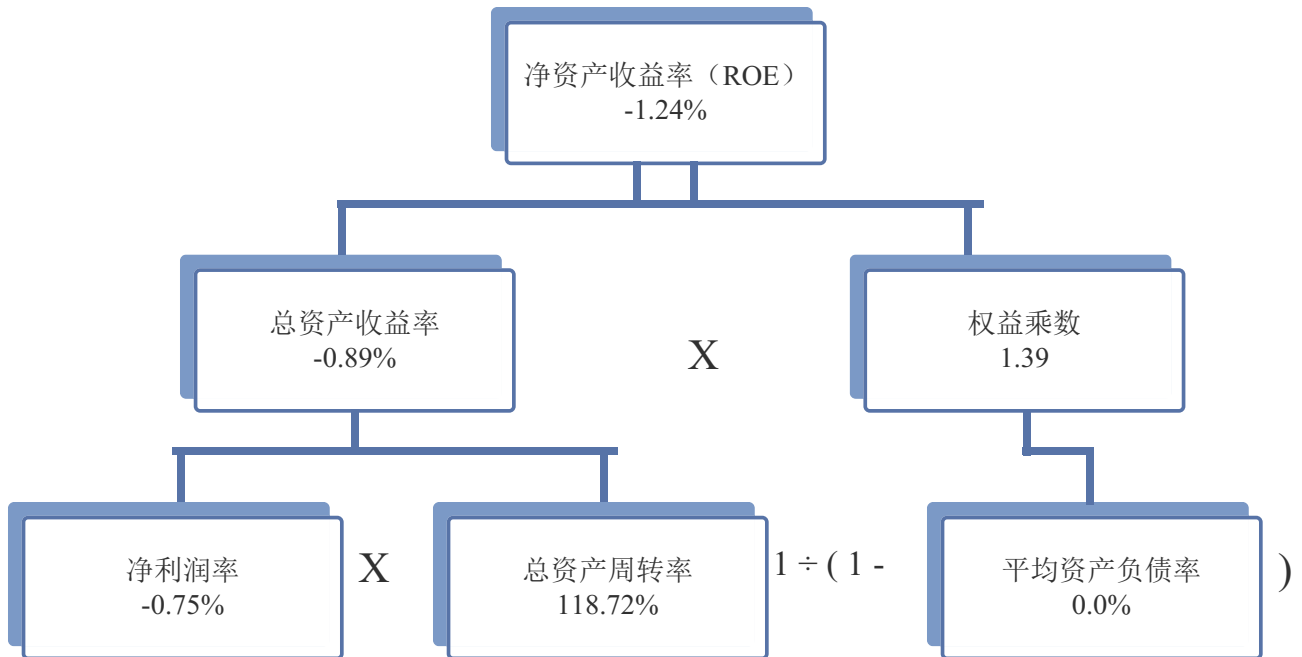 净资产收益率（ROE）
-1.24%
总资产收益率
-0.89%
X
权益乘数
1.39
净利润率
-0.75%
X
总资产周转率
118.72%
1 ÷ ( 1 -
平均资产负债率
0.0%
)